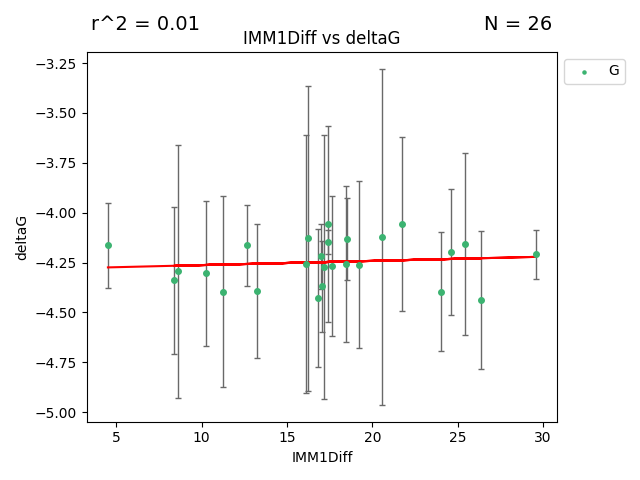 r^2 = 0.01
N = 26
IMM1Diff vs deltaG
G
−3.25
−3.50
−3.75
−4.00
−4.25
−4.50
−4.75
−5.00
deltaG
5 10 15 20 25 30
IMM1Diff